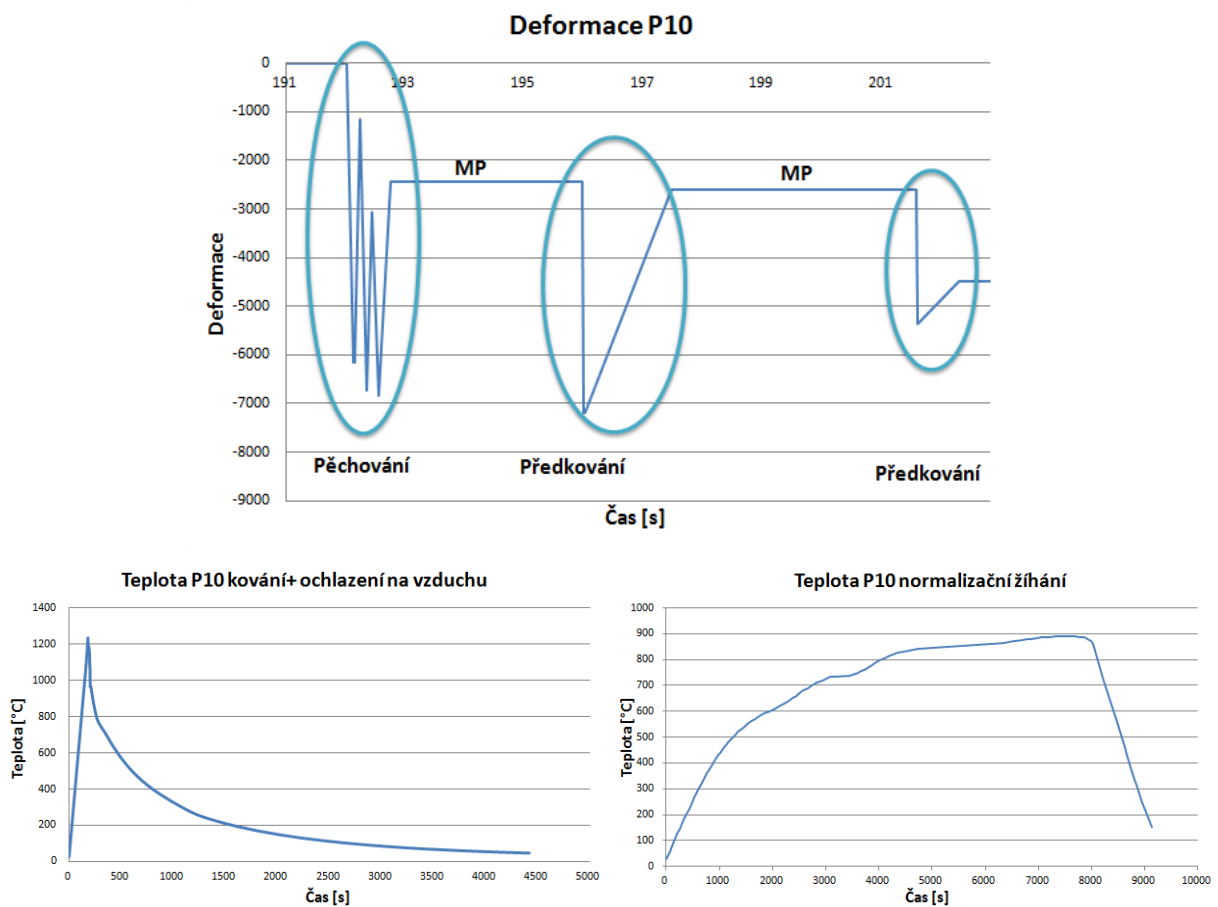 Deformace P10
0
191 193 195 197 199 201
-1000
-2000
MP MP
-3000
-4000
Deformace
-5000
-6000
-7000
-8000
Pěchování Předkování Předkování
-9000
Čas [s]
Teplota P10 kování+ ochlazení na vzduchu
1400
1200
1000
800
600
400
200
0
Teplota [°C]
0 500 1000 1500 2000 2500 3000 3500 4000 4500 5000
Čas [s]
Teplota P10 normalizační žíhání
1000
900
800
700
600
500
400
300
200
100
0
Teplota [°C]
0 1000 2000 3000 4000 5000 6000 7000 8000 9000 10000
Čas [s]